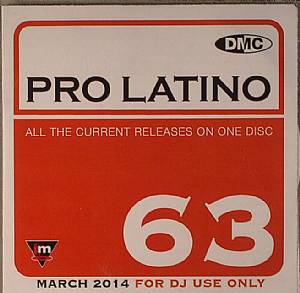 DMC
PRO LATINO
ALL THE CURRENT RELEASES ON ONE DISC
63
m
MARCH 2014 FOR DJ USE ONLY